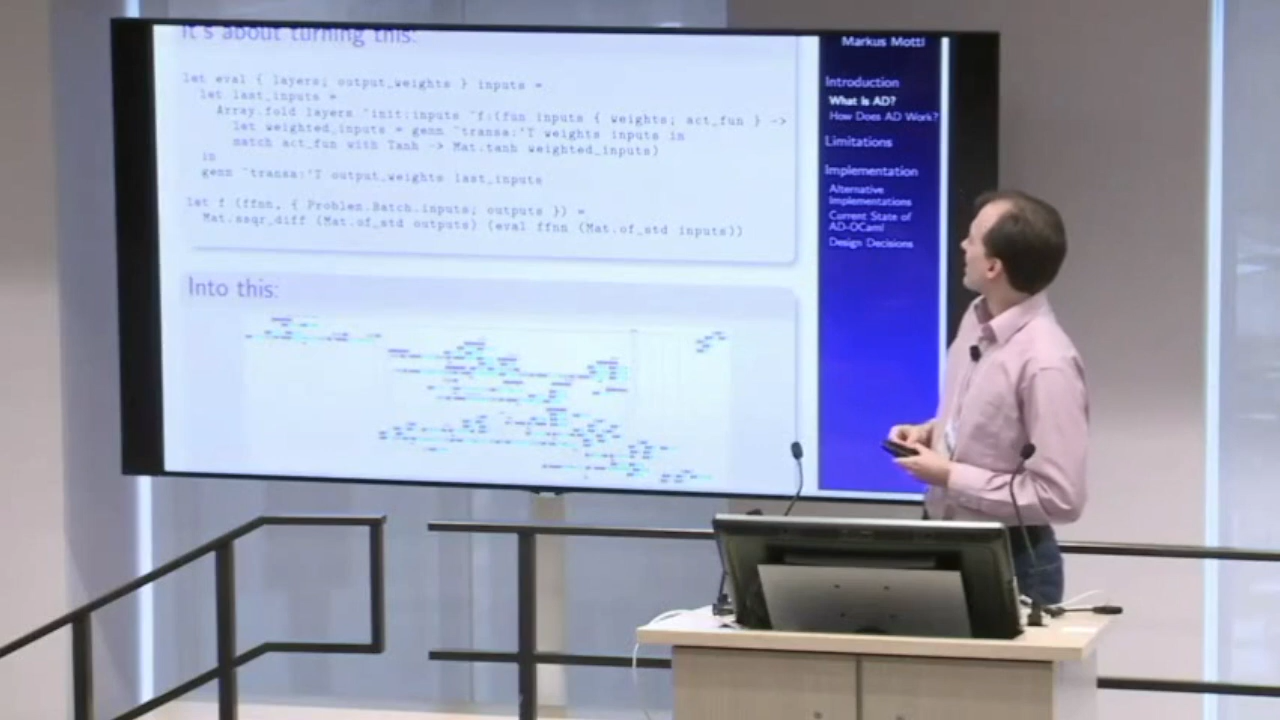 It's about turning this:
let eval { layers; output_weights } inputs =
let last_inputs =
Array.fold layers ~init:inputs ~f:(fun inputs { weights; act_fun } ->
let weighted_inputs = gemm ~transa:`T weights inputs in
match act_fun with Tanh -> Mat.tanh weighted_inputs)
in
gemm ~transa:`T output_weights last_inputs
let f (ffnn, { Problem.Batch.inputs; outputs }) =
Mat.ssqr_diff (Mat.of_std outputs) (eval ffnn (Mat.of_std inputs))
Into this:
Markus Mottl
Introduction
What Is AD?
How Does AD Work?
Limitations
Implementation
Alternative
Implementations
Current State of
AD-OCaml
Design Decisions